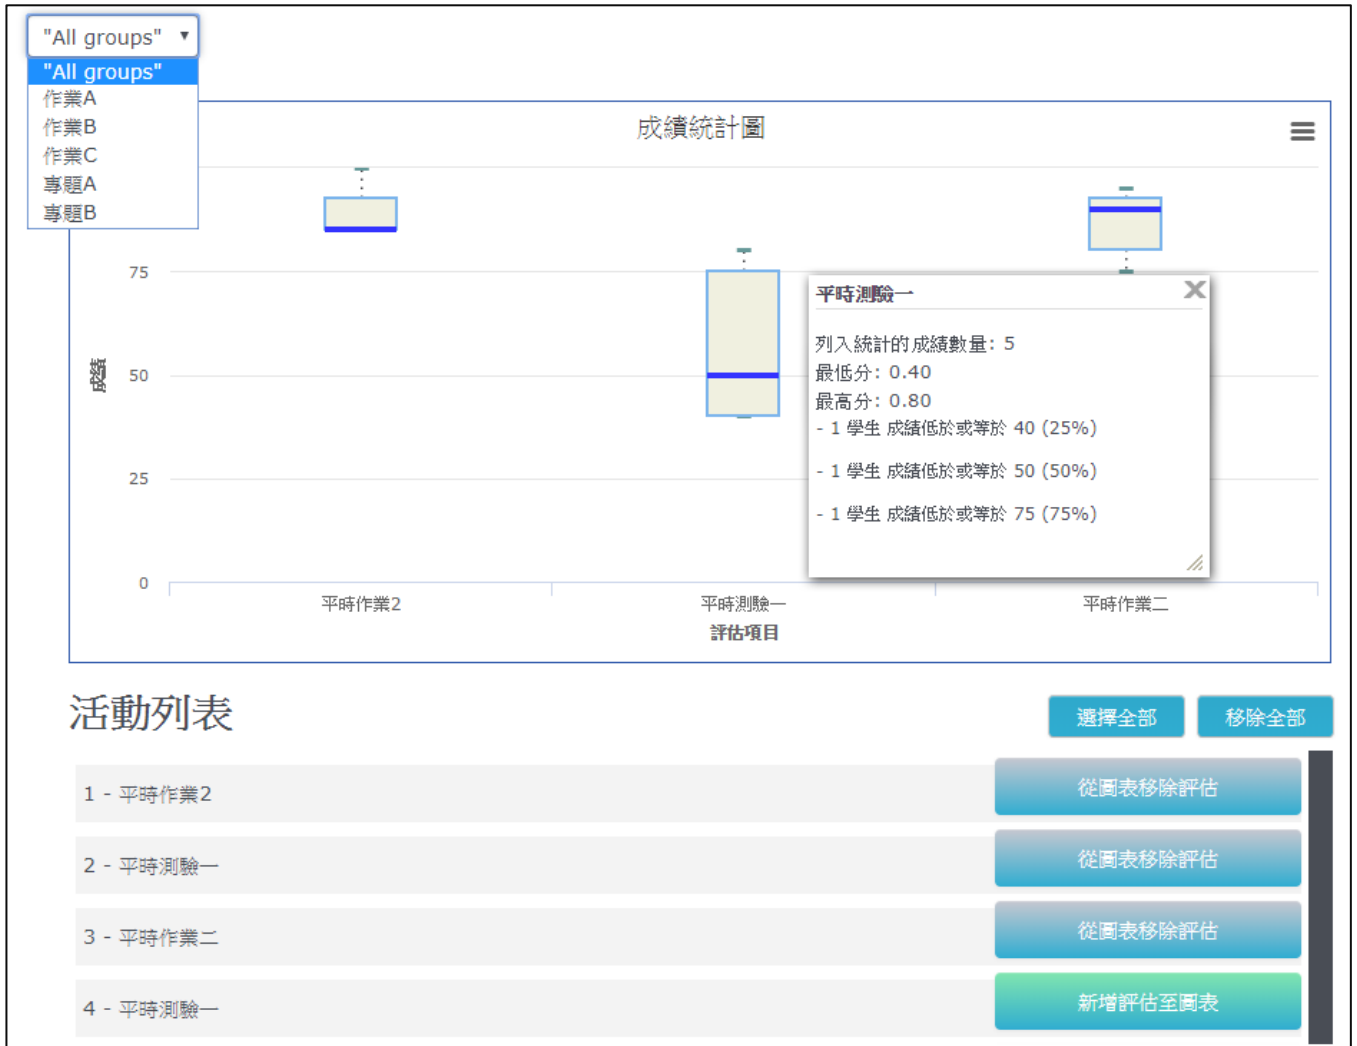 "All groups"
"All groups"
作業A
作業B
作業C
專題A
專題B
成績統計圖
75
50
25
0
成績
平時測驗一
列入統計的成績數量: 5
最低分: 0.40
最高分: 0.80
- 1 學生 成績低於或等於 40 (25%)
- 1 學生 成績低於或等於 50 (50%)
- 1 學生 成績低於或等於 75 (75%)
平時作業2
平時測驗一
平時作業二
評估項目
活動列表
選擇全部
移除全部
1 - 平時作業2
從圖表移除評估
2 - 平時測驗一
從圖表移除評估
3 - 平時作業二
從圖表移除評估
4 - 平時測驗一
新增評估至圖表